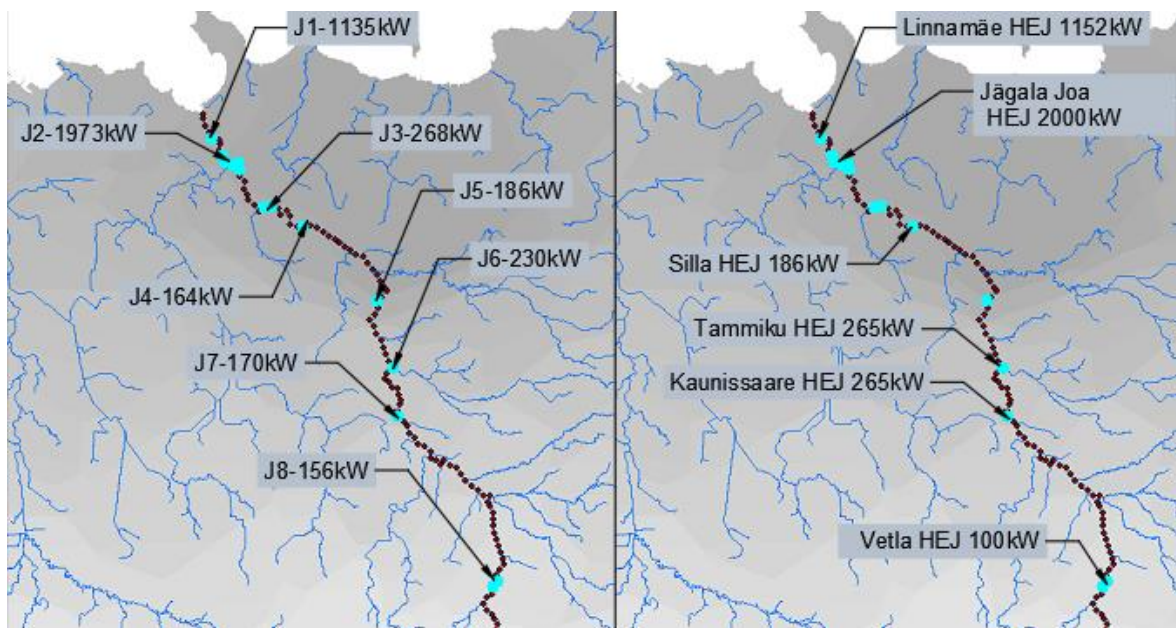 J1-1135kW
J2-1973kW
J3-268kW
J5-186kW
J6-230kW
J4-164kW
J7-170kW
J8-156kW
Linnamäe HEJ 1152kW
Jägala Joa
HEJ 2000kW
Silla HEJ 186kW
Tammiku HEJ 265kW
Kaunissaare HEJ 265kW
Vetla HEJ 100kW